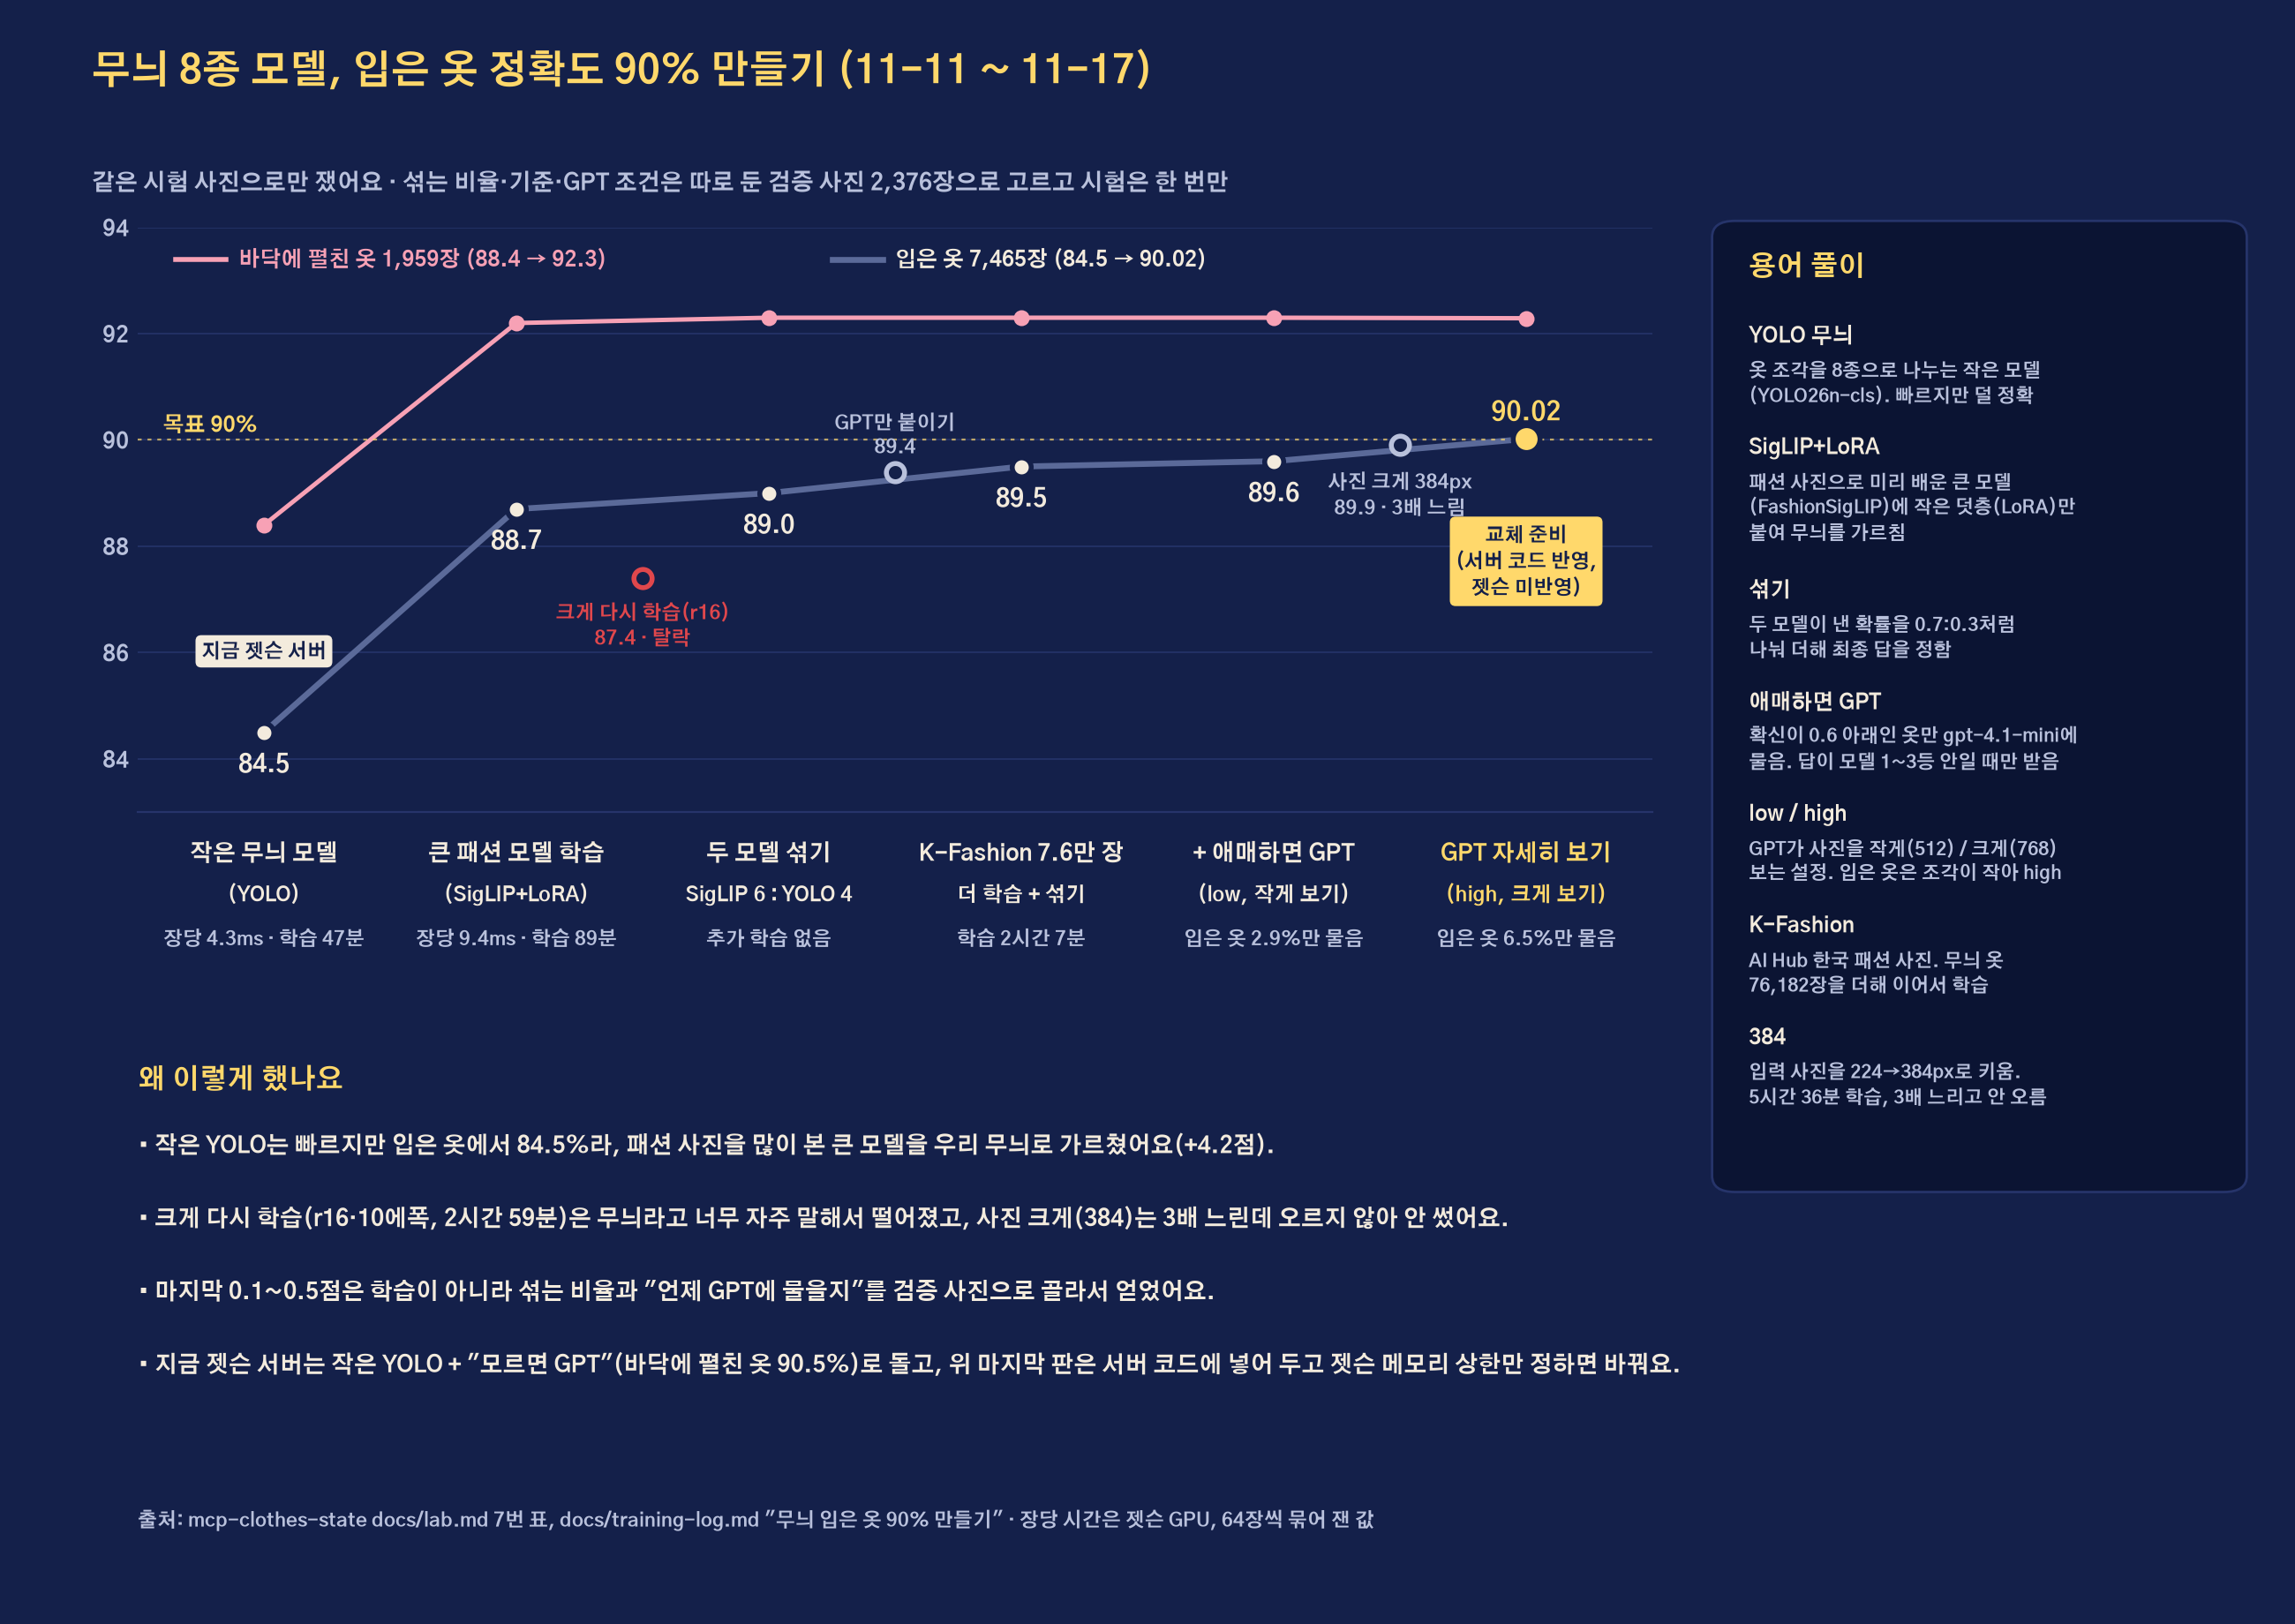 무늬 8종 모델, 입은 옷 정확도 90% 만들기 (11-11 ~ 11-17)
같은 시험 사진으로만 쟀어요 · 섞는 비율·기준·GPT 조건은 따로 둔 검증 사진 2,376장으로 고르고 시험은 한 번만
94
바닥에 펼친 옷 1,959장 (88.4 → 92.3)
입은 옷 7,465장 (84.5 → 90.02)
92
목표 90%
90
88
86
84
GPT만 붙이기
89.4
90.02
88.7
89.0
89.5
89.6
사진 크게 384px
89.9 · 3배 느림
교체 준비
(서버 코드 반영,
젯슨 미반영)
크게 다시 학습(r16)
87.4 · 탈락
지금 젯슨 서버
84.5
작은 무늬 모델
(YOLO)
장당 4.3ms · 학습 47분
큰 패션 모델 학습
(SigLIP+LoRA)
장당 9.4ms · 학습 89분
두 모델 섞기
SigLIP 6 : YOLO 4
추가 학습 없음
K-Fashion 7.6만 장
더 학습 + 섞기
학습 2시간 7분
+ 애매하면 GPT
(low, 작게 보기)
입은 옷 2.9%만 물음
GPT 자세히 보기
(high, 크게 보기)
입은 옷 6.5%만 물음
용어 풀이
YOLO 무늬
옷 조각을 8종으로 나누는 작은 모델
(YOLO26n-cls). 빠르지만 덜 정확
SigLIP+LoRA
패션 사진으로 미리 배운 큰 모델
(FashionSigLIP)에 작은 덧층(LoRA)만
붙여 무늬를 가르침
섞기
두 모델이 낸 확률을 0.7:0.3처럼
나눠 더해 최종 답을 정함
애매하면 GPT
확신이 0.6 아래인 옷만 gpt-4.1-mini에
물음. 답이 모델 1~3등 안일 때만 받음
low / high
GPT가 사진을 작게(512) / 크게(768)
보는 설정. 입은 옷은 조각이 작아 high
K-Fashion
AI Hub 한국 패션 사진. 무늬 옷
76,182장을 더해 이어서 학습
384
입력 사진을 224→384px로 키움.
5시간 36분 학습, 3배 느리고 안 오름
왜 이렇게 했나요
· 작은 YOLO는 빠르지만 입은 옷에서 84.5%라, 패션 사진을 많이 본 큰 모델을 우리 무늬로 가르쳤어요(+4.2점).
· 크게 다시 학습(r16·10에폭, 2시간 59분)은 무늬라고 너무 자주 말해서 떨어졌고, 사진 크게(384)는 3배 느린데 오르지 않아 안 썼어요.
· 마지막 0.1~0.5점은 학습이 아니라 섞는 비율과 "언제 GPT에 물을지"를 검증 사진으로 골라서 얻었어요.
· 지금 젯슨 서버는 작은 YOLO + "모르면 GPT"(바닥에 펼친 옷 90.5%)로 돌고, 위 마지막 판은 서버 코드에 넣어 두고 젯슨 메모리 상한만 정하면 바꿔요.
출처: mcp-clothes-state docs/lab.md 7번 표, docs/training-log.md "무늬 입은 옷 90% 만들기" · 장당 시간은 젯슨 GPU, 64장씩 묶어 잰 값